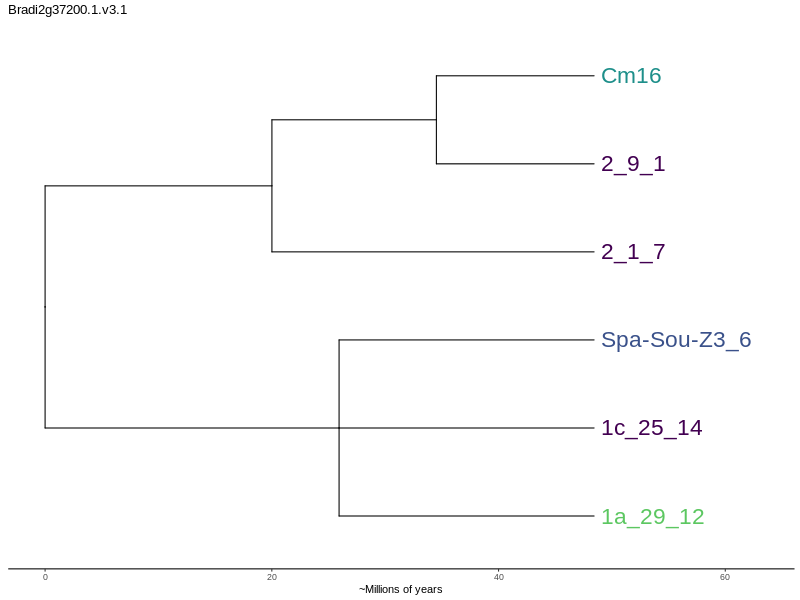 Bradi2g37200.1.v3.1
Cm16
2_9_1
2_1_7
Spa-Sou-Z3_6
1c_25_14
1a_29_12
0 20 40 60
~Millions of years